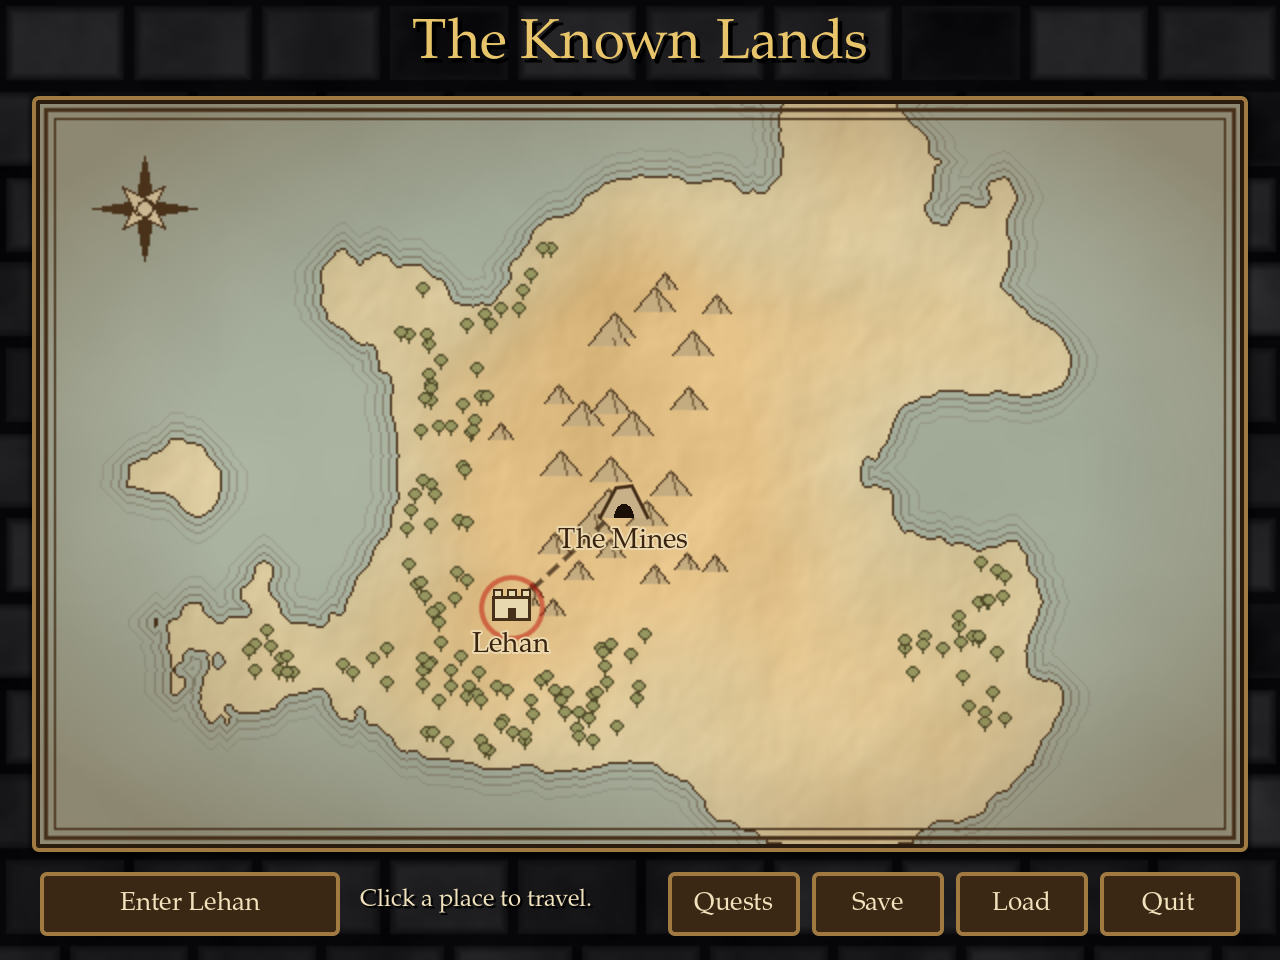 The Known Lands
The Mines
Lehan
Enter Lehan
Click a place to travel.
Quests
Save
Load
Quit